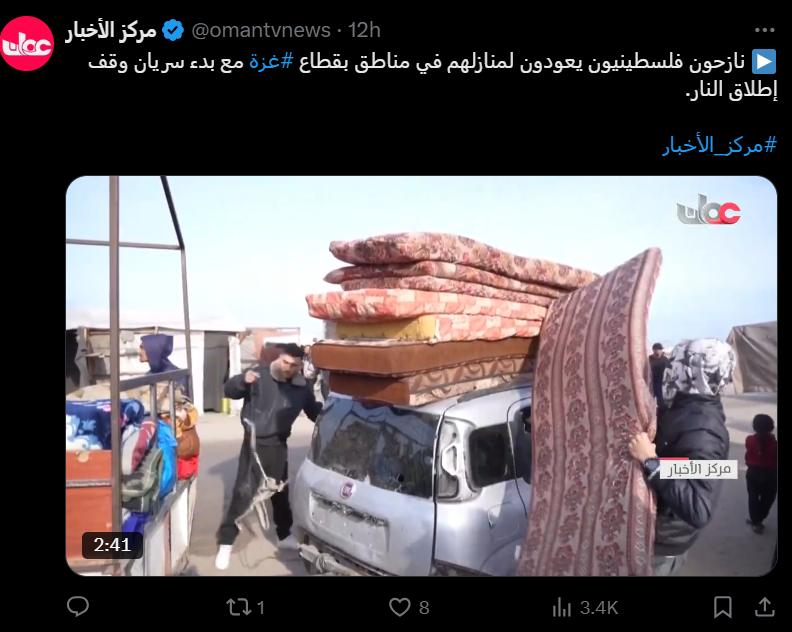 مركز الأخبار @omantvnews · 12h
نازحون فلسطينيون يعودون لمنازلهم في مناطق بقطاع #غزة مع بدء سريان وقف
إطلاق النار.
#مركز_الأخبار
عمان
مركز الأخبار
2:41
1 8 3.4K